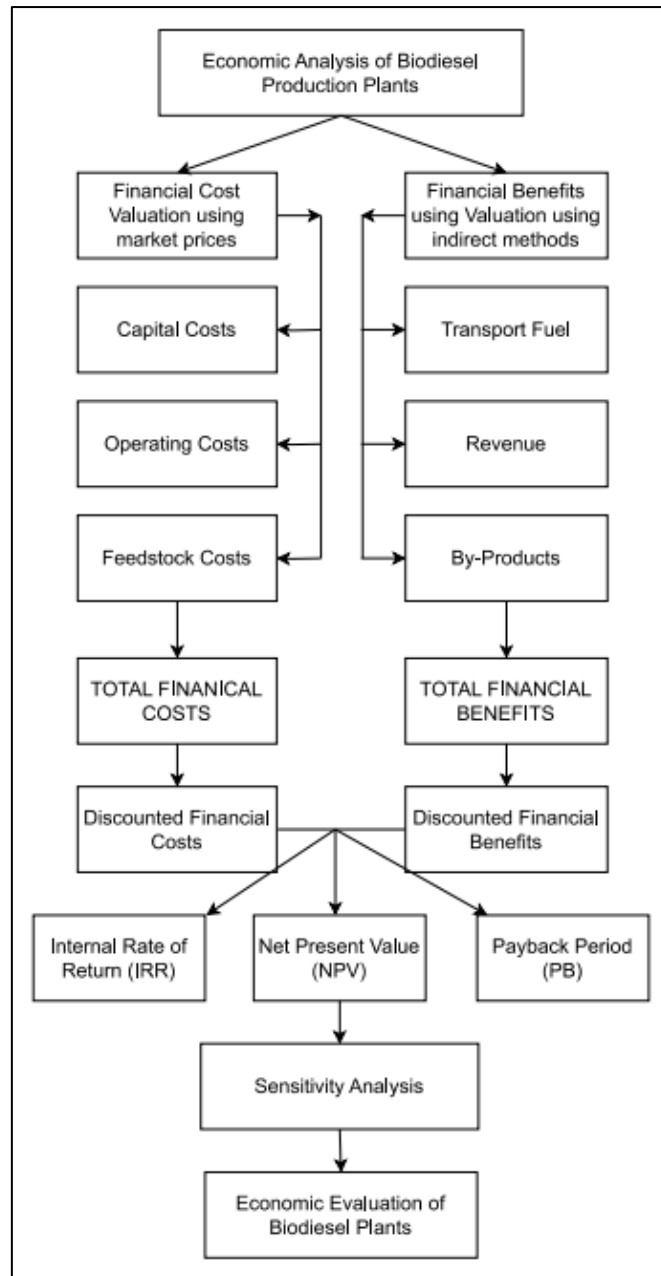 Economic Analysis of Biodiesel
Production Plants
Financial Cost
Valuation using
market prices
Financial Benefits
using Valuation using
indirect methods
Capital Costs
Transport Fuel
Operating Costs
Revenue
Feedstock Costs
By-Products
TOTAL FINANICAL
COSTS
TOTAL FINANCIAL
BENEFITS
Discounted Financial
Costs
Discounted Financial
Benefits
Internal Rate of
Return (IRR)
Net Present Value
(NPV)
Payback Period
(PB)
Sensitivity Analysis
Economic Evaluation of
Biodiesel Plants